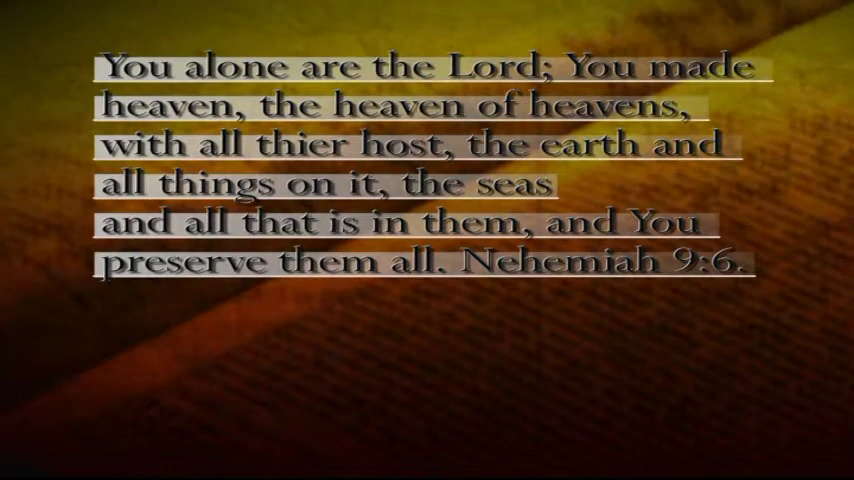 You alone are the Lord; You made
heaven, the heaven of heavens,
with all thier host, the earth and
all things on it, the seas
and all that is in them, and You
preserve them all. Nehemiah 9:6.